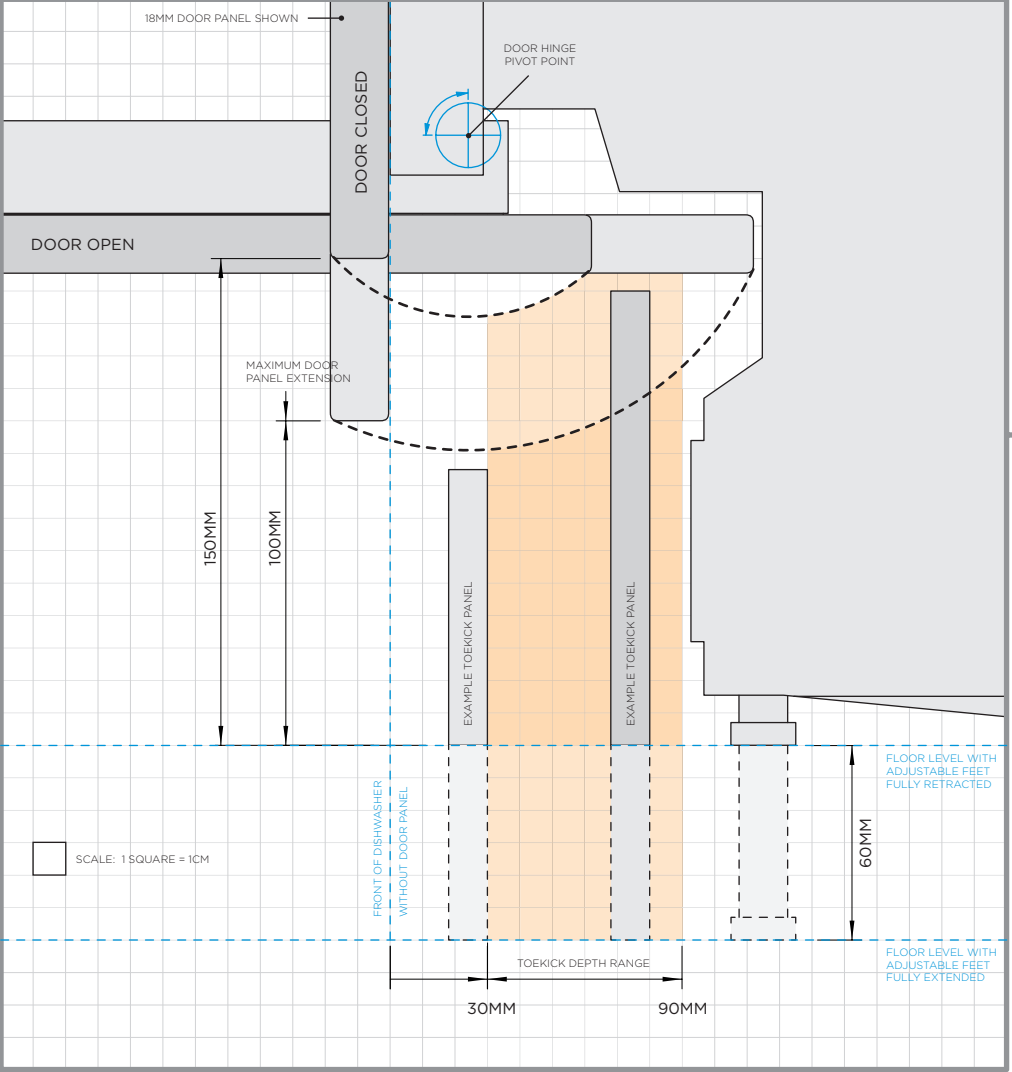 18MM DOOR PANEL SHOWN
DOOR HINGE
PIVOT POINT
DOOR CLOSED
DOOR OPEN
MAXIMUM DOOR
PANEL EXTENSION
150MM
100MM
EXAMPLE TOEKICK PANEL
EXAMPLE TOEKICK PANEL
FLOOR LEVEL WITH
ADJUSTABLE FEET
FULLY RETRACTED
FRONT OF DISHWASHER
WITHOUT DOOR PANEL
60MM
SCALE: 1 SQUARE = 1CM
FLOOR LEVEL WITH
ADJUSTABLE FEET
FULLY EXTENDED
TOEKICK DEPTH RANGE
30MM
90MM